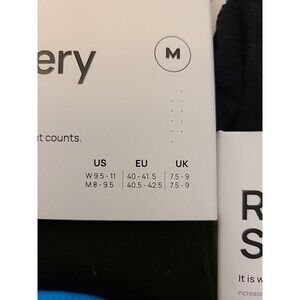 ery
M
t counts.
US EU UK
W 9.5 - 11 40 - 41.5 7.5 - 9
M 8 - 9.5 40.5 - 42.5 7.5 - 9
R
S
It is w
Increase